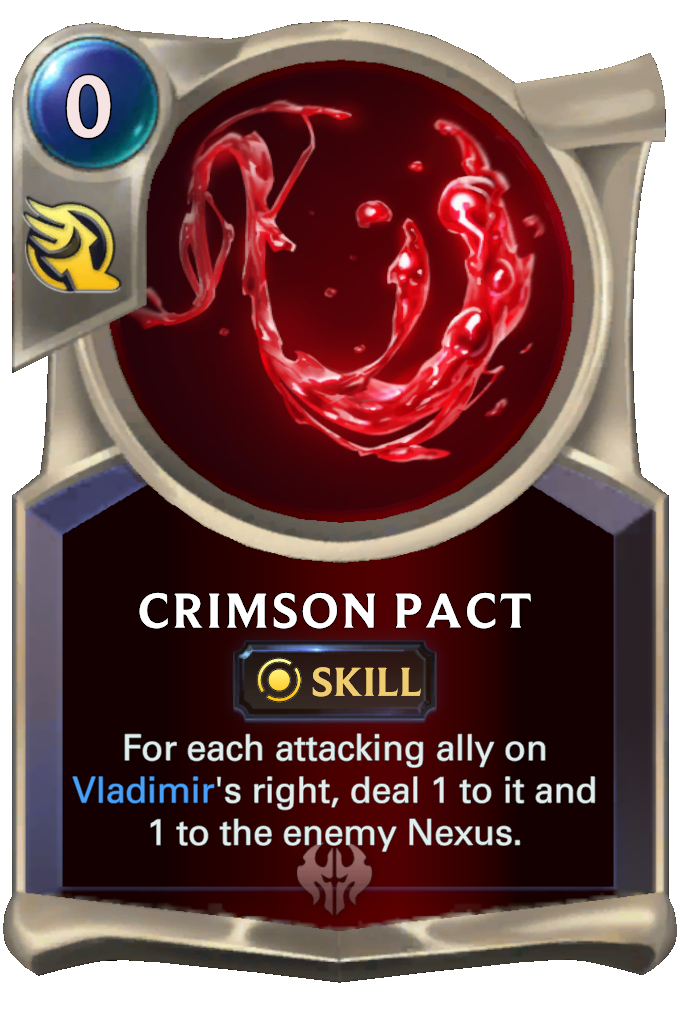 0
CRIMSON PACT
SKILL
For each attacking ally on
Vladimir's right, deal 1 to it and
1 to the enemy Nexus.